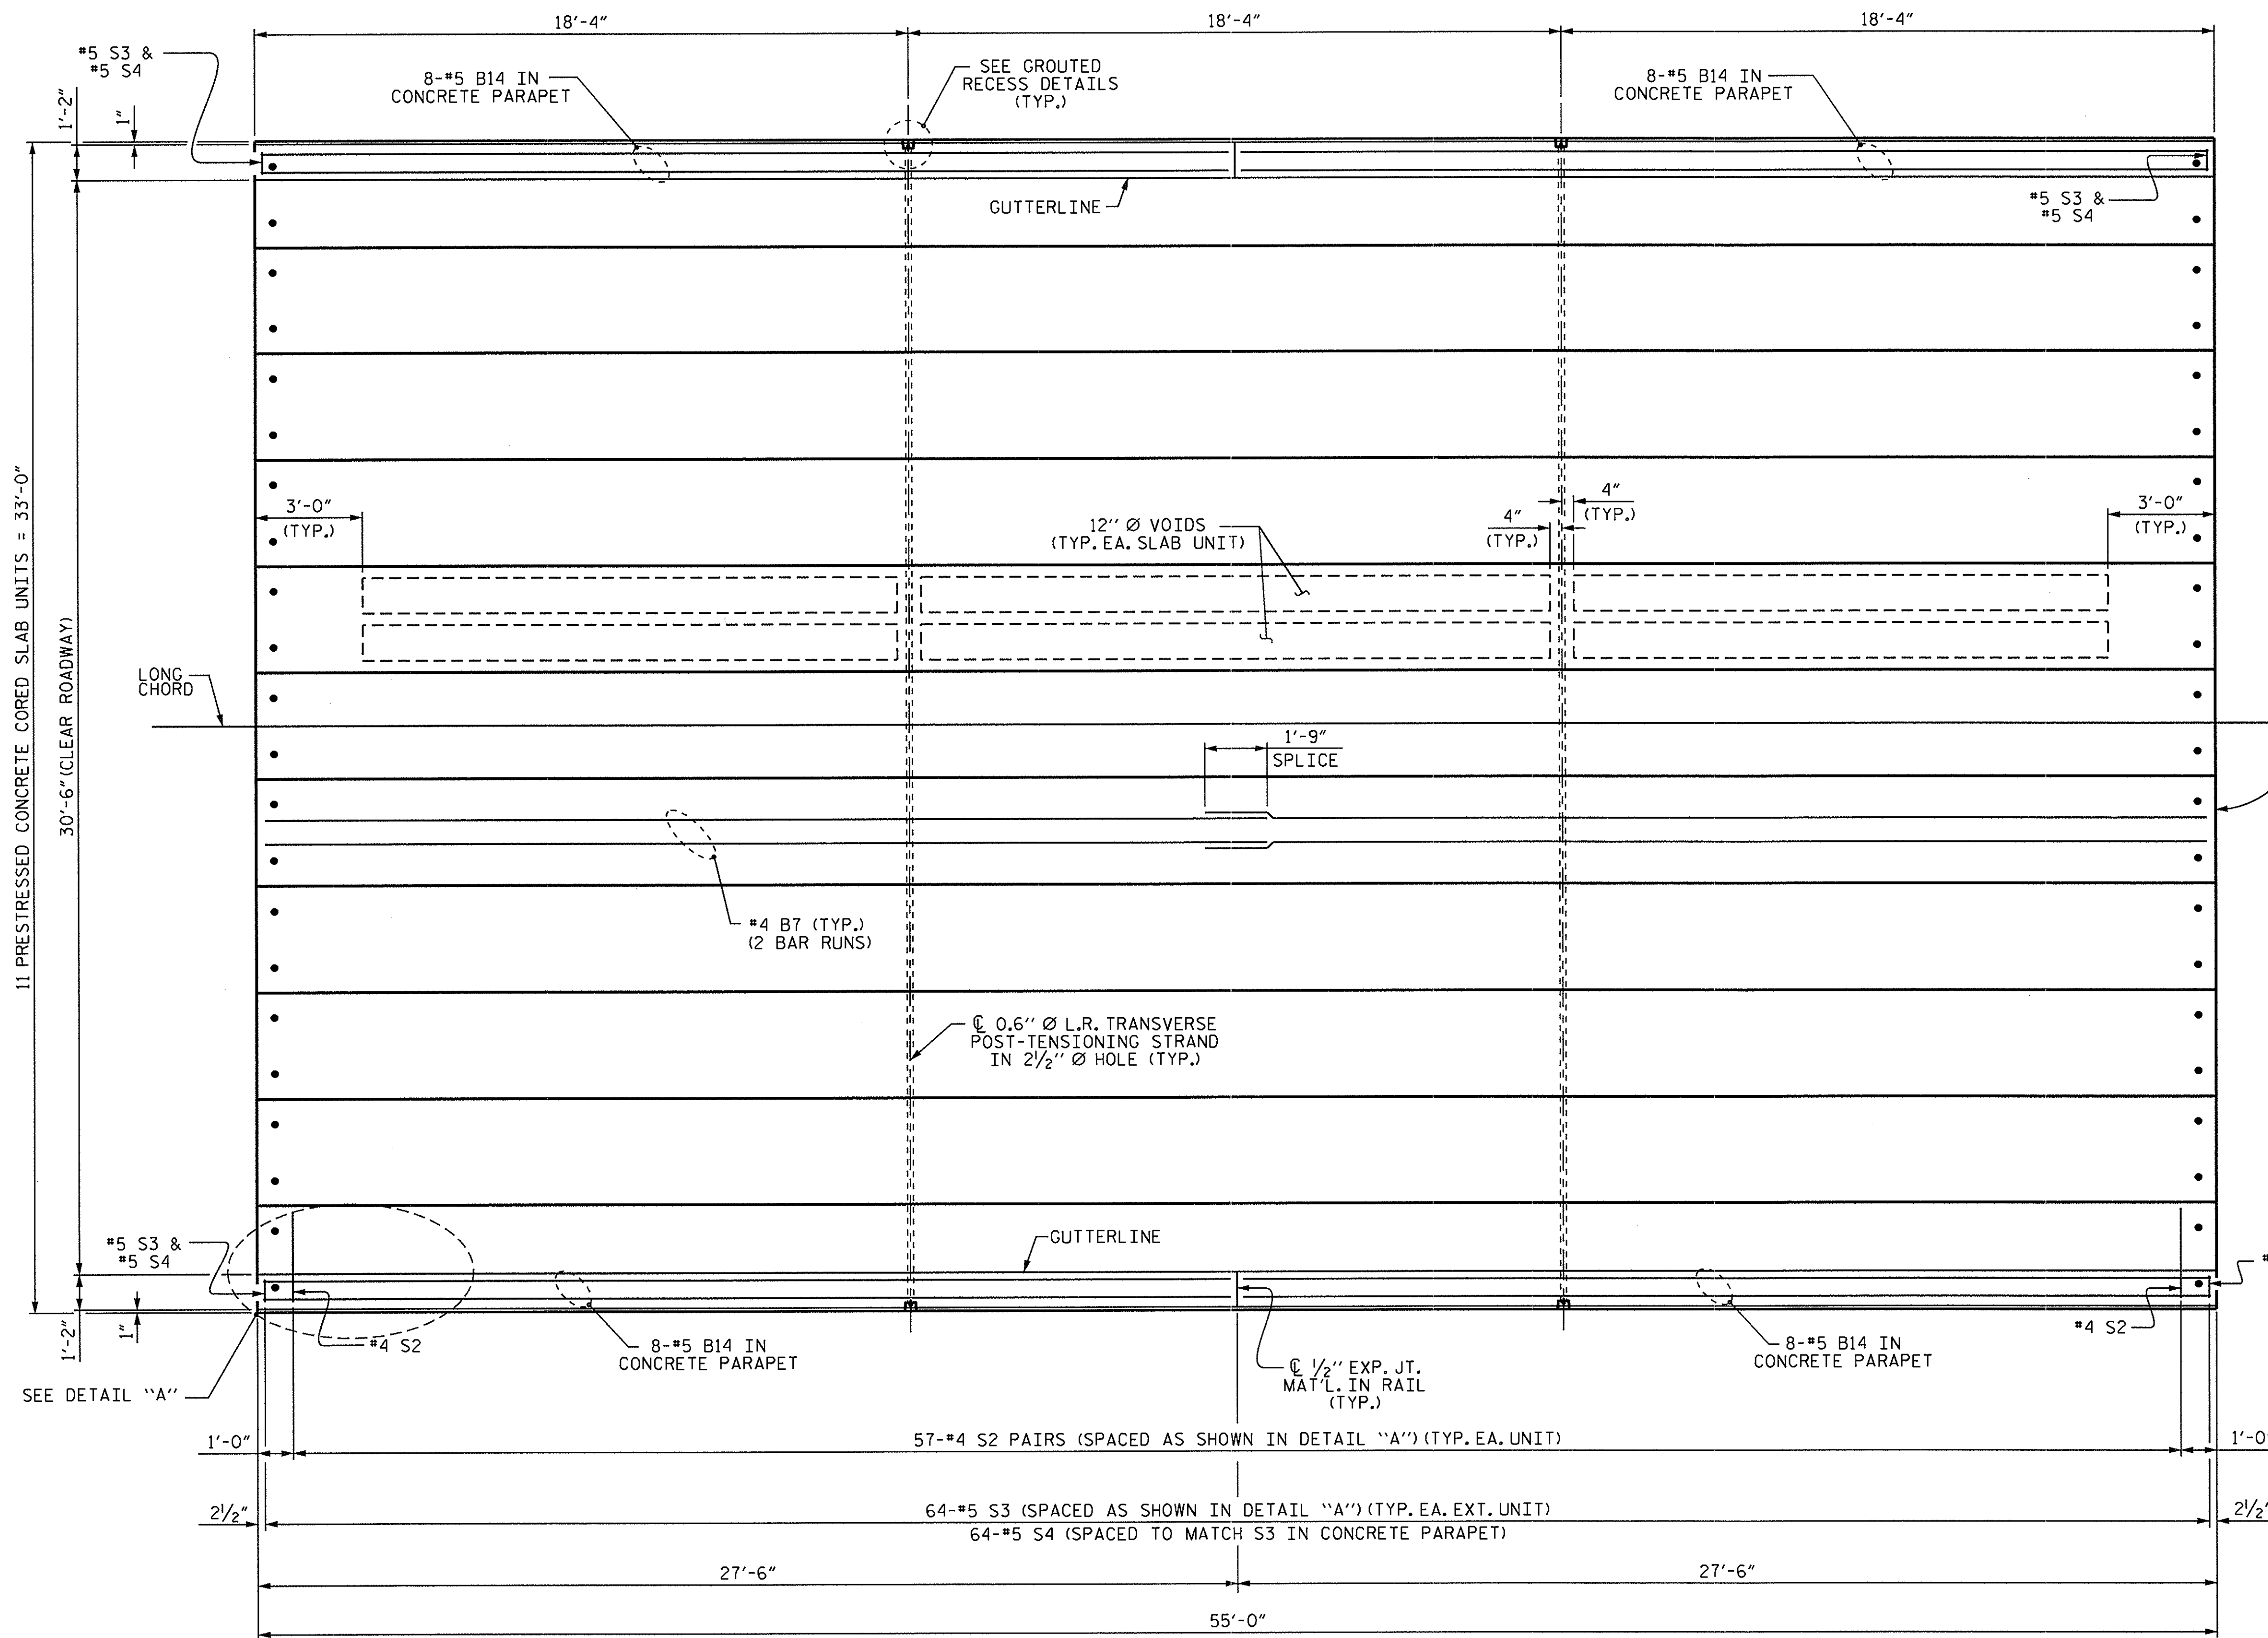 18'-4"
18'-4"
18'-4"
#5 S3 &
#5 S4
8-#5 B14 IN
CONCRETE PARAPET
SEE GROUTED
RECESS DETAILS
(TYP.)
8-#5 B14 IN
CONCRETE PARAPET
1'-2"
1"
GUTTERLINE
#5 S3 &
#5 S4
11 PRESTRESSED CONCRETE CORED SLAB UNITS = 33'-0"
30'-6" (CLEAR ROADWAY)
3'-0"
(TYP.)
12" Ø VOIDS
(TYP. EA. SLAB UNIT)
4"
(TYP.)
4"
(TYP.)
3'-0"
(TYP.)
LONG
CHORD
1'-9"
SPLICE
#4 B7 (TYP.)
(2 BAR RUNS)
℄ 0.6" Ø L.R. TRANSVERSE
POST-TENSIONING STRAND
IN 2½" Ø HOLE (TYP.)
#5 S3 &
#5 S4
GUTTERLINE
#
1'-2"
1"
#4 S2
8-#5 B14 IN
CONCRETE PARAPET
℄ ½" EXP. JT.
MAT'L. IN RAIL
(TYP.)
8-#5 B14 IN
CONCRETE PARAPET
#4 S2
SEE DETAIL "A"
1'-0"
57-#4 S2 PAIRS (SPACED AS SHOWN IN DETAIL "A") (TYP. EA. UNIT)
1'-0
2½"
64-#5 S3 (SPACED AS SHOWN IN DETAIL "A") (TYP. EA. EXT. UNIT)
2½"
64-#5 S4 (SPACED TO MATCH S3 IN CONCRETE PARAPET)
27'-6"
27'-6"
55'-0"